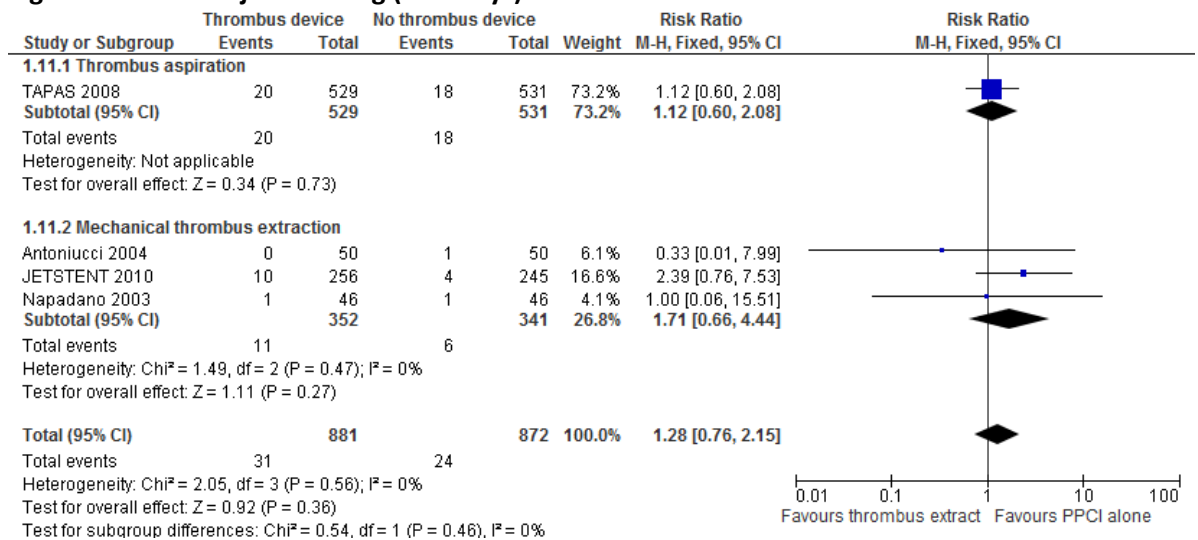 Thrombus device No thrombus device Risk Ratio Risk Ratio
Study or Subgroup Events Total Events Total Weight M-H, Fixed, 95% CI M-H, Fixed, 95% CI
1.11.1 Thrombus aspiration
TAPAS 2008 20 529 18 531 73.2% 1.12 [0.60, 2.08]
Subtotal (95% CI) 529 531 73.2% 1.12 [0.60, 2.08]
Total events 20 18
Heterogeneity: Not applicable
Test for overall effect: Z = 0.34 (P = 0.73)
1.11.2 Mechanical thrombus extraction
Antoniucci 2004 0 50 1 50 6.1% 0.33 [0.01, 7.99]
JETSTENT 2010 10 256 4 245 16.6% 2.39 [0.76, 7.53]
Napadano 2003 1 46 1 46 4.1% 1.00 [0.06, 15.51]
Subtotal (95% CI) 352 341 26.8% 1.71 [0.66, 4.44]
Total events 11 6
Heterogeneity: Chi² = 1.49, df = 2 (P = 0.47); I² = 0%
Test for overall effect: Z = 1.11 (P = 0.27)
Total (95% CI) 881 872 100.0% 1.28 [0.76, 2.15]
Total events 31 24
Heterogeneity: Chi² = 2.05, df = 3 (P = 0.56); I² = 0%
Test for overall effect: Z = 0.92 (P = 0.36)
Test for subgroup differences: Chi² = 0.54, df = 1 (P = 0.46), I² = 0%
0.01 0.1 1 10 100
Favours thrombus extract Favours PPCI alone